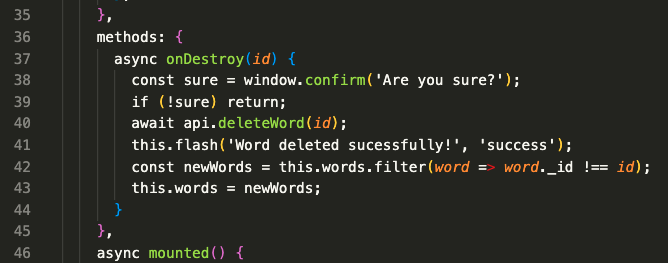 35 },
36 methods: {
37 async onDestroy(id) {
38 const sure = window.confirm('Are you sure?');
39 if (!sure) return;
40 await api.deleteWord(id);
41 this.flash('Word deleted sucessfully!', 'success');
42 const newWords = this.words.filter(word => word._id !== id);
43 this.words = newWords;
44 }
45 },
46 async mounted() {